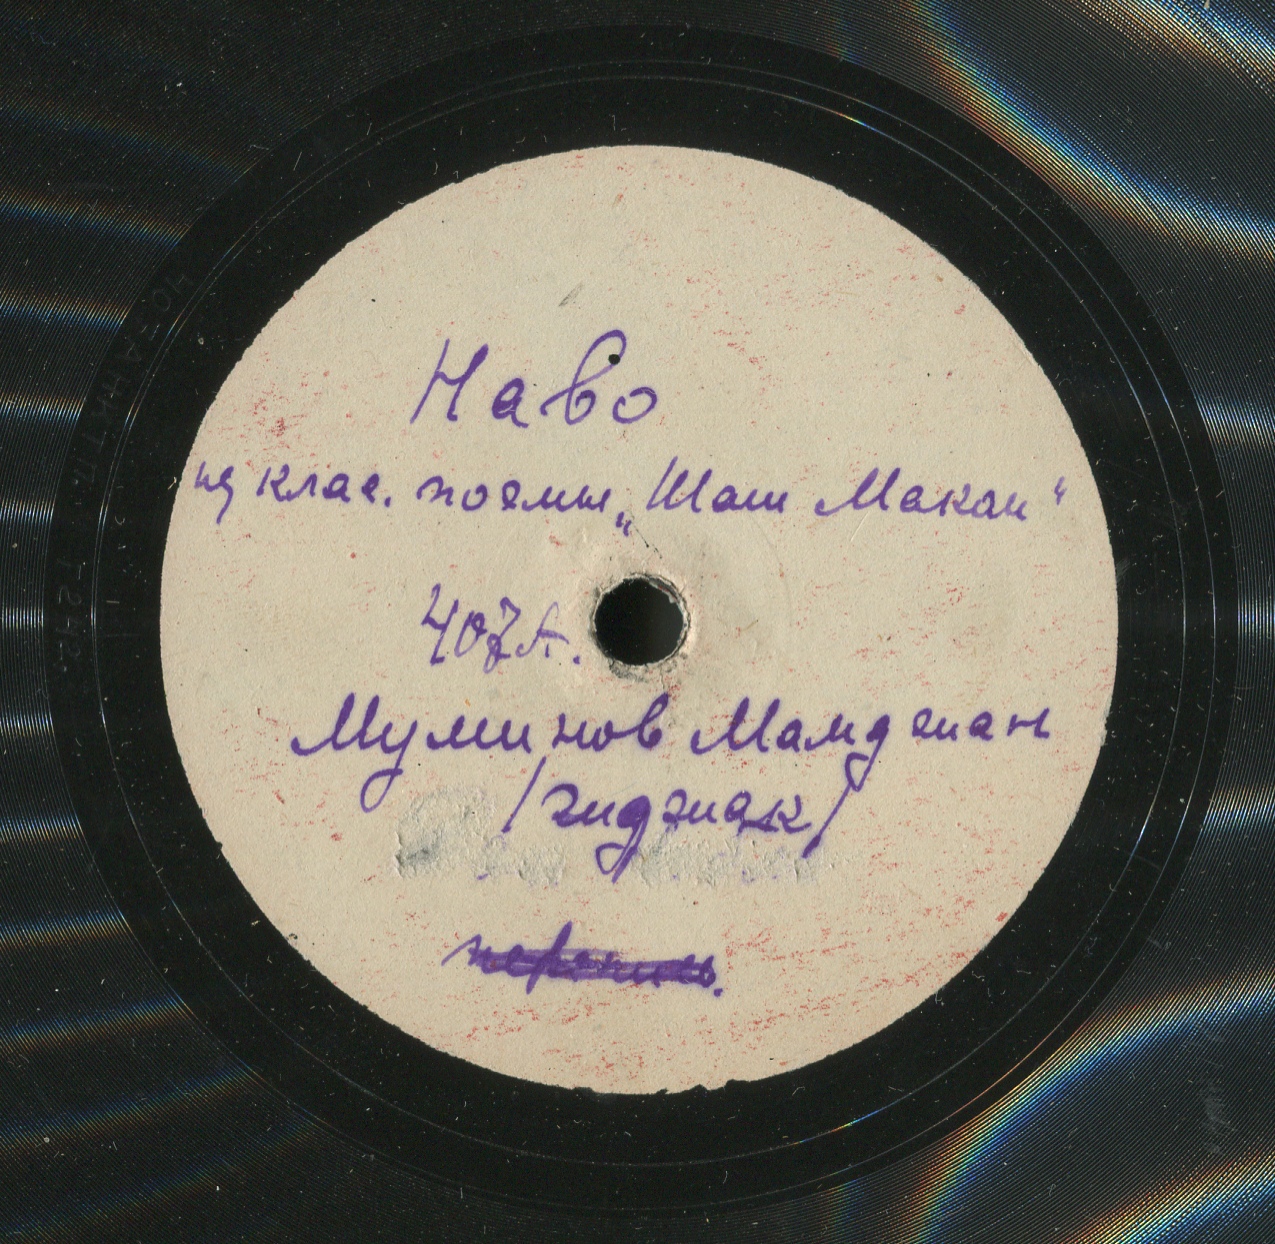 Наво
из клас. поэмы „Шаш Маком“
407А.
Муминов Мамджан
/гиджак/